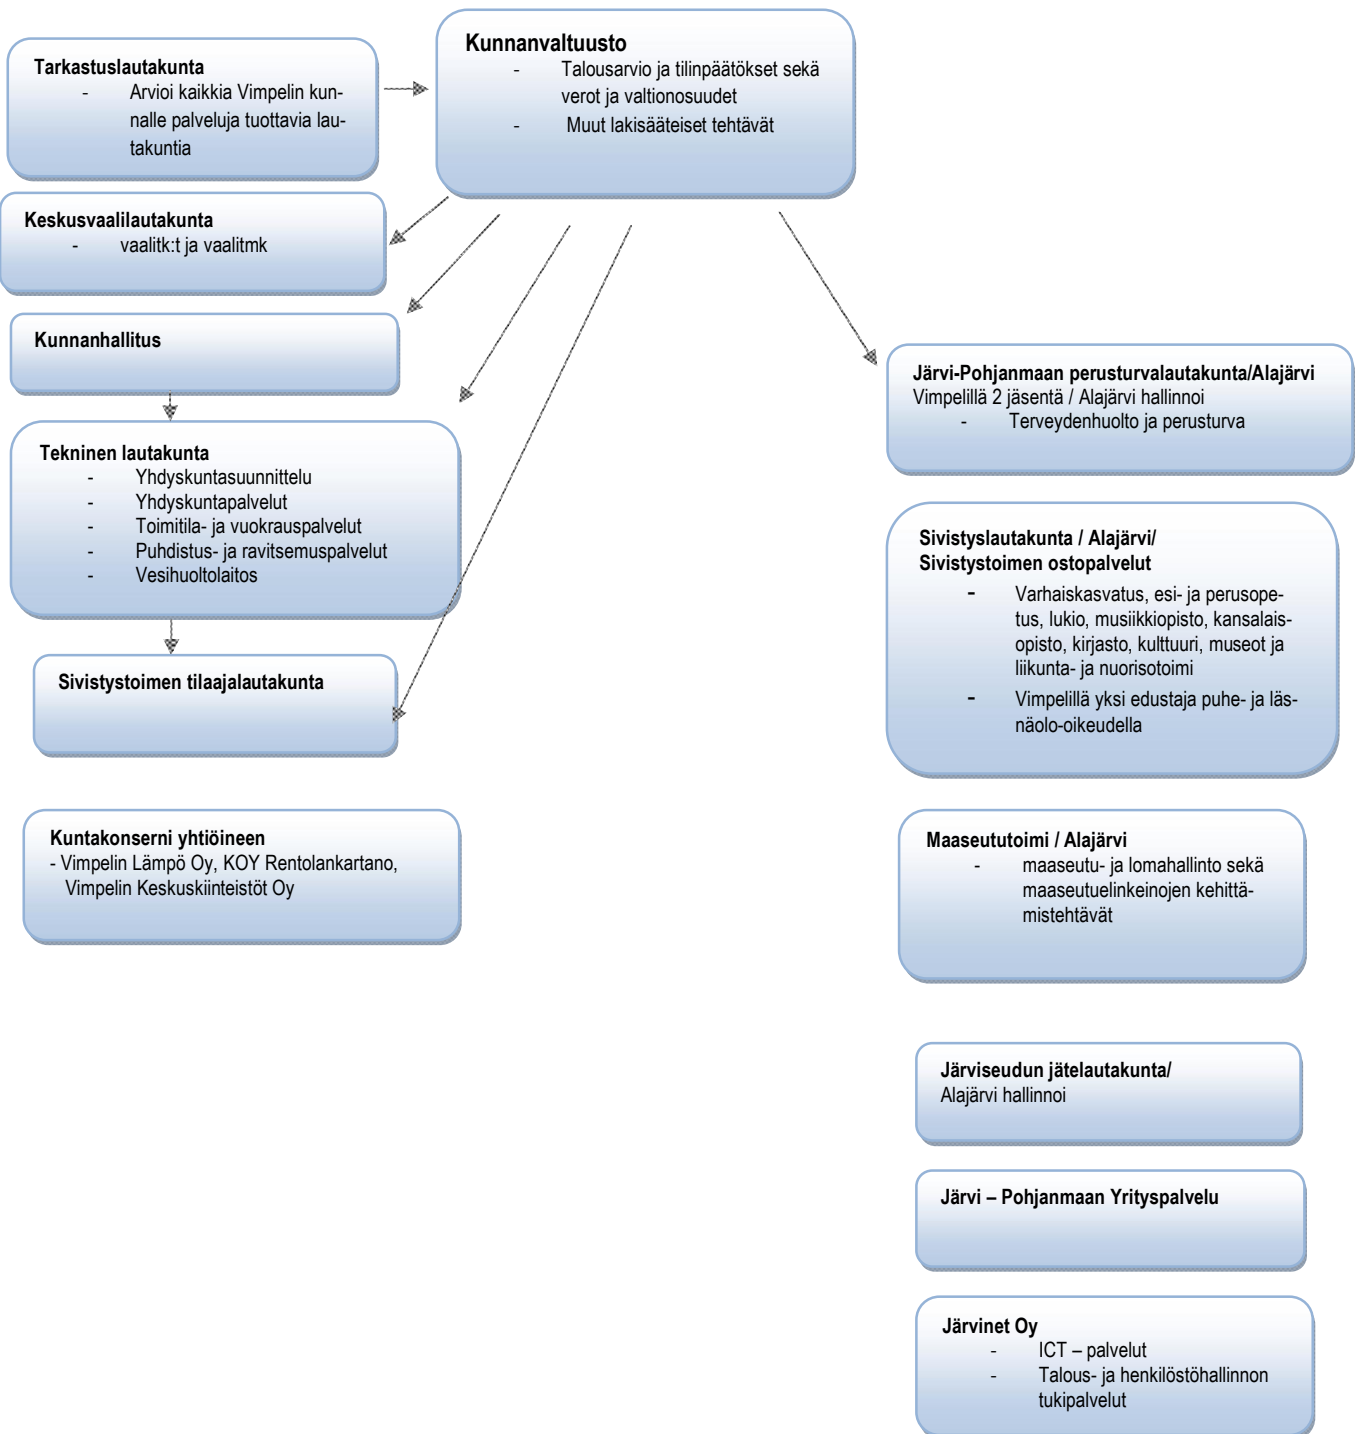 Kunnanvaltuusto
- Talousarvio ja tilinpäätökset sekä
verot ja valtionosuudet
- Muut lakisääteiset tehtävät
Tarkastuslautakunta
- Arvioi kaikkia Vimpelin kun-
nalle palveluja tuottavia lau-
takuntia
Keskusvaalilautakunta
- vaalitk:t ja vaalitmk
Kunnanhallitus
Tekninen lautakunta
- Yhdyskuntasuunnittelu
- Yhdyskuntapalvelut
- Toimitila- ja vuokrauspalvelut
- Puhdistus- ja ravitsemuspalvelut
- Vesihuoltolaitos
Sivistystoimen tilaajalautakunta
Kuntakonserni yhtiöineen
- Vimpelin Lämpö Oy, KOY Rentolankartano,
Vimpelin Keskuskiinteistöt Oy
Järvi-Pohjanmaan perusturvalautakunta/Alajärvi
Vimpelillä 2 jäsentä / Alajärvi hallinnoi
- Terveydenhuolto ja perusturva
Sivistyslautakunta / Alajärvi/
Sivistystoimen ostopalvelut
- Varhaiskasvatus, esi- ja perusope-
tus, lukio, musiikkiopisto, kansalais-
opisto, kirjasto, kulttuuri, museot ja
liikunta- ja nuorisotoimi
- Vimpelillä yksi edustaja puhe- ja läs-
näolo-oikeudella
Maaseututoimi / Alajärvi
- maaseutu- ja lomahallinto sekä
maaseutuelinkeinojen kehittä-
mistehtävät
Järviseudun jätelautakunta/
Alajärvi hallinnoi
Järvi – Pohjanmaan Yrityspalvelu
Järvinet Oy
- ICT – palvelut
- Talous- ja henkilöstöhallinnon
tukipalvelut